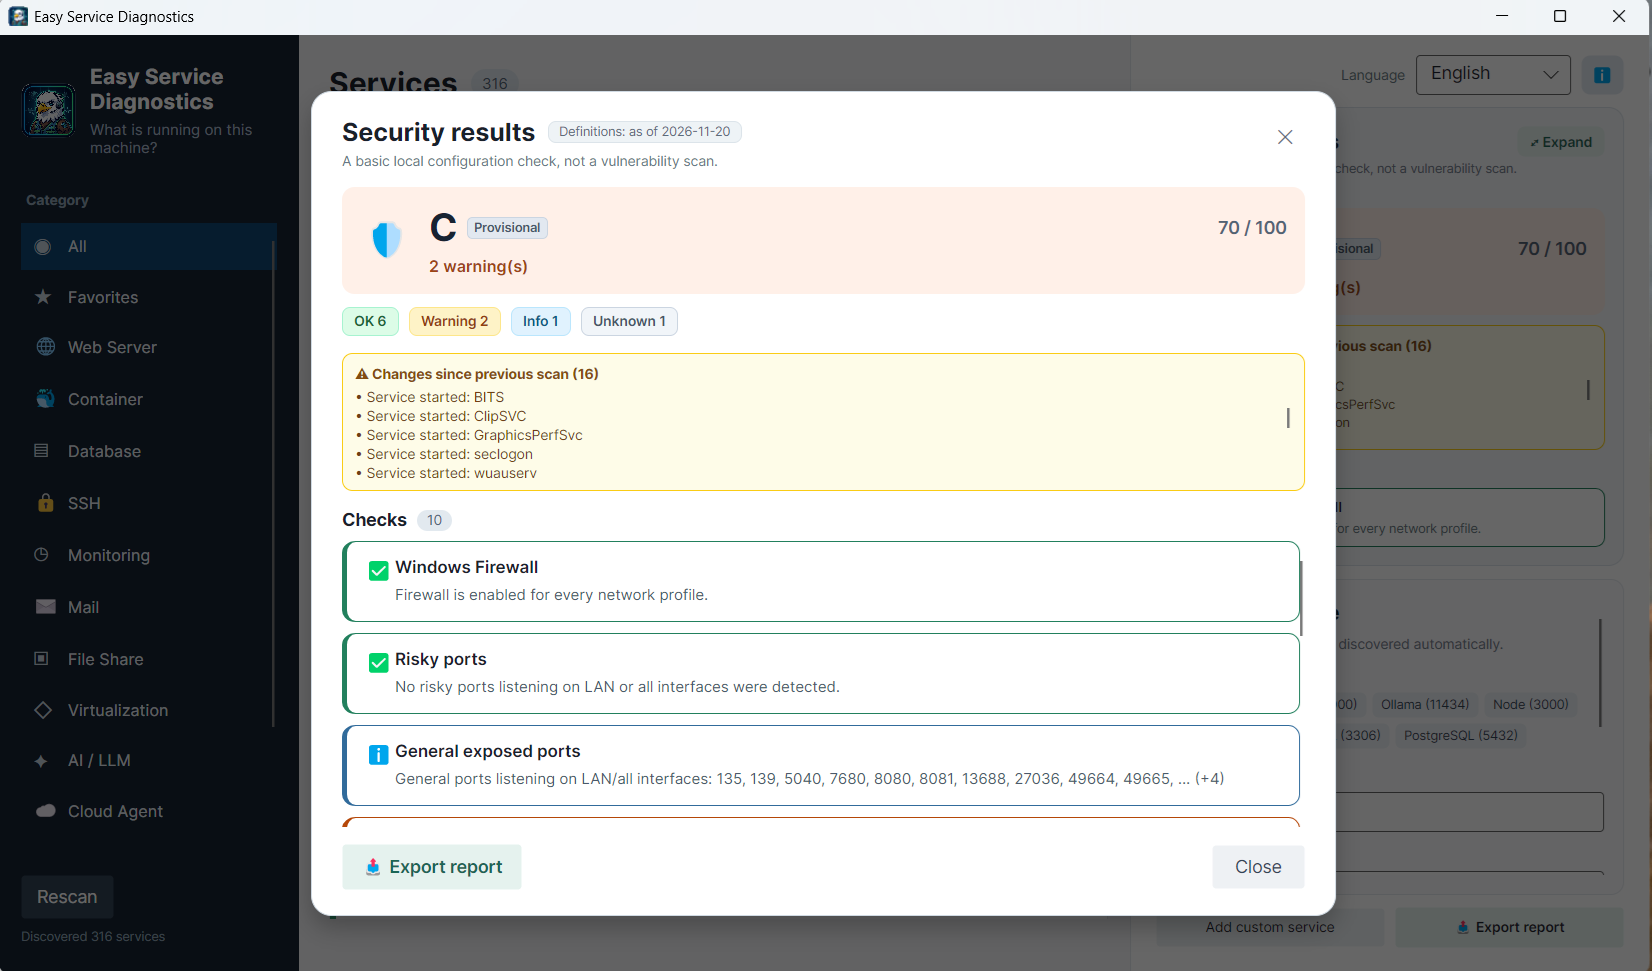 Easy Service Diagnostics
Easy Service
Diagnostics
What is running on this
machine?
Category
All
Favorites
Web Server
Container
Database
SSH
Monitoring
Mail
File Share
Virtualization
AI / LLM
Cloud Agent
Rescan
Discovered 316 services
Services 316
Language English
Expand
check, not a vulnerability scan.
70 / 100
(16)
csPerfSvc
or every network profile.
discovered automatically.
Ollama (11434) Node (3000)
(3306) PostgreSQL (5432)
Add custom service
Export report
Security results Definitions: as of 2026-11-20
A basic local configuration check, not a vulnerability scan.
C Provisional 70 / 100
2 warning(s)
OK 6 Warning 2 Info 1 Unknown 1
⚠ Changes since previous scan (16)
• Service started: BITS
• Service started: ClipSVC
• Service started: GraphicsPerfSvc
• Service started: seclogon
• Service started: wuauserv
Checks 10
Windows Firewall
Firewall is enabled for every network profile.
Risky ports
No risky ports listening on LAN or all interfaces were detected.
General exposed ports
General ports listening on LAN/all interfaces: 135, 139, 5040, 7680, 8080, 8081, 13688, 27036, 49664, 49665, ... (+4)
Export report
Close